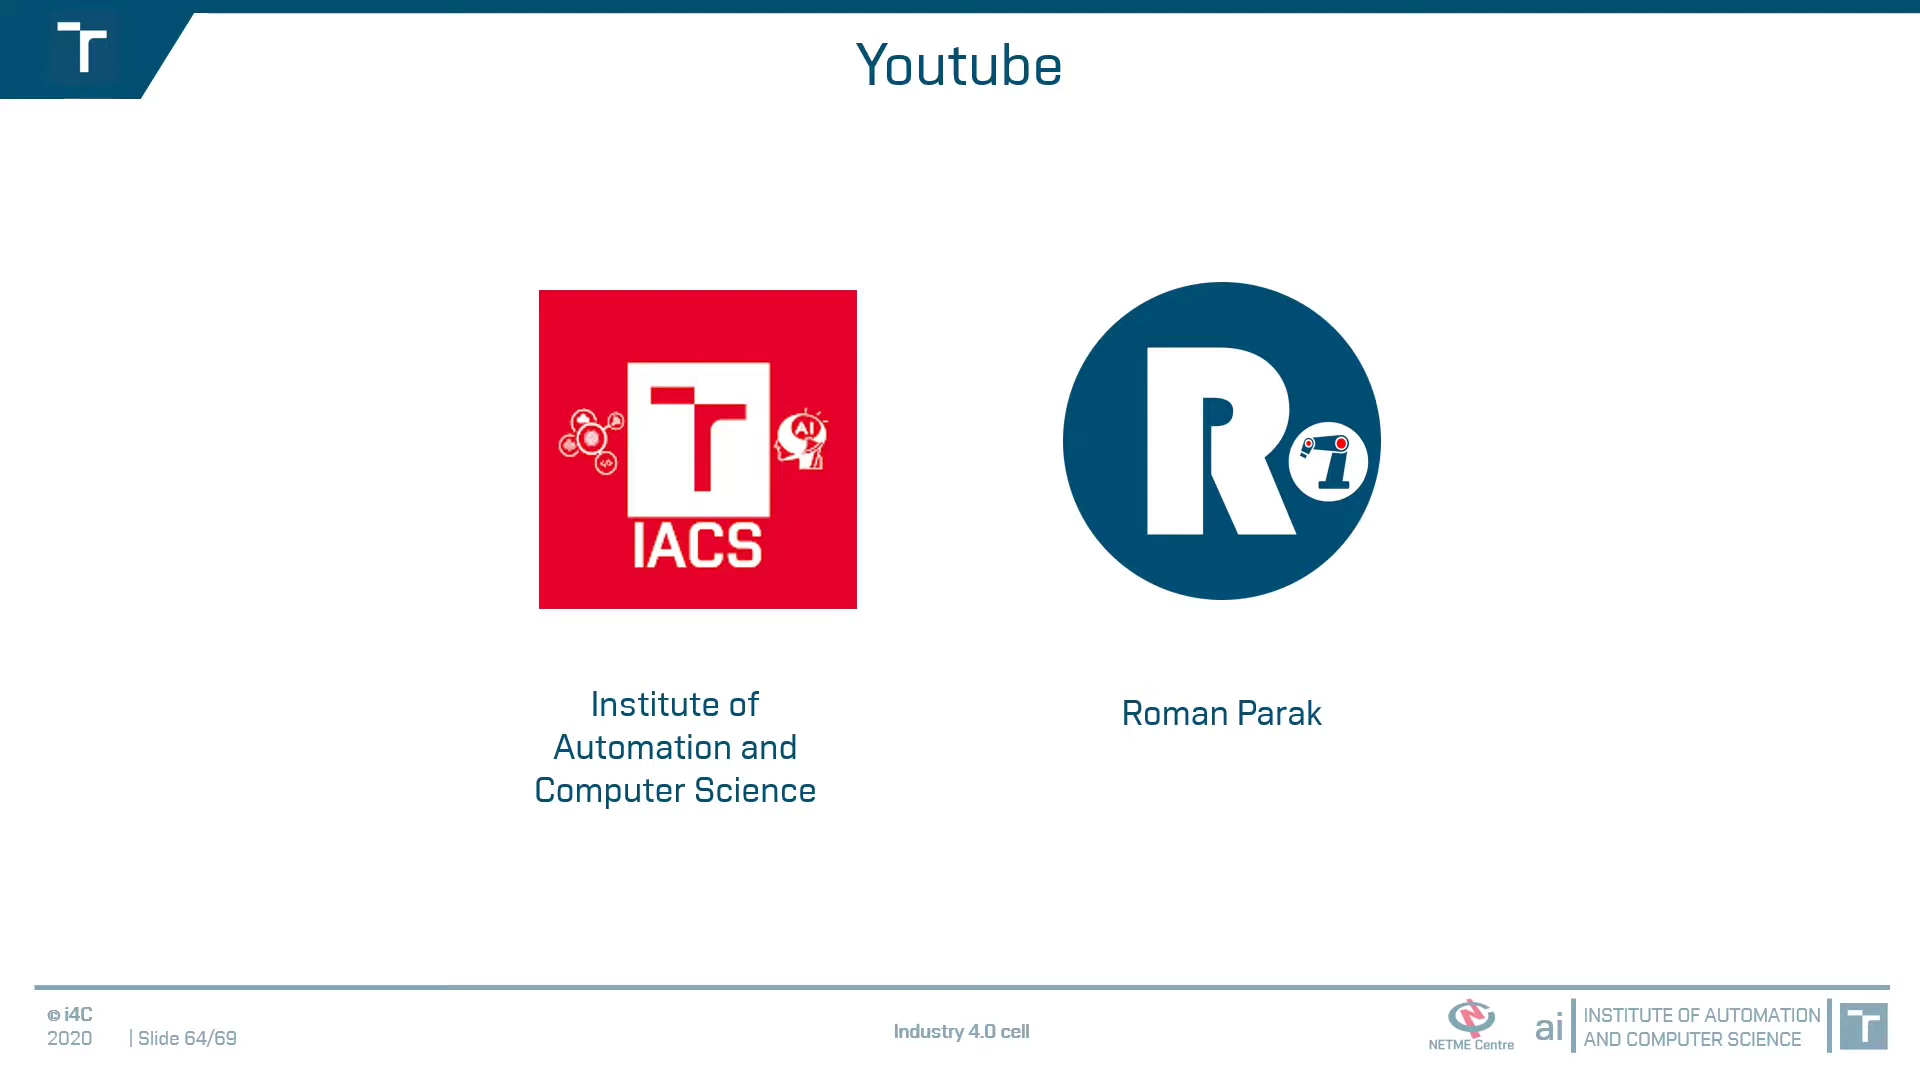 Youtube
AI
IACS
R
Institute of
Automation and
Computer Science
Roman Parak
© i4C
2020 | Slide 64/69
Industry 4.0 cell
NETME Centre
ai
INSTITUTE OF AUTOMATION
AND COMPUTER SCIENCE